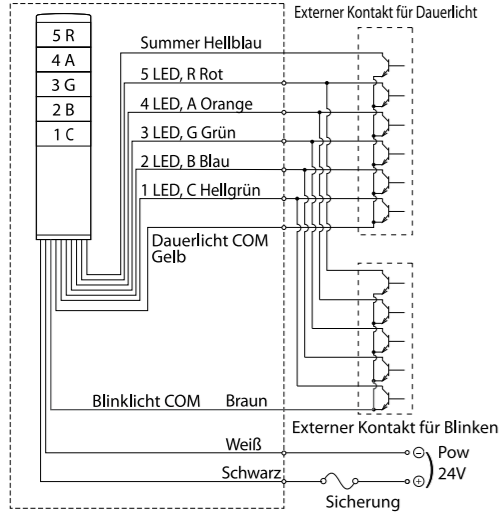 Externer Kontakt für Dauerlicht
5 R
4 A
3 G
2 B
1 C
Summer Hellblau
5 LED, R Rot
4 LED, A Orange
3 LED, G Grün
2 LED, B Blau
1 LED, C Hellgrün
Dauerlicht COM
Gelb
Blinklicht COM Braun
Externer Kontakt für Blinken
Weiß
⊖ Pow
Schwarz
⊕ 24V
Sicherung